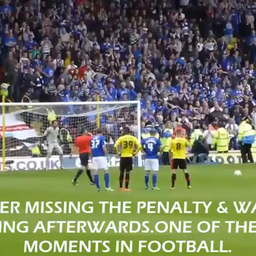 ER MISSING THE PENALTY & WA
ING AFTERWARDS.ONE OF THE
MOMENTS IN FOOTBALL.